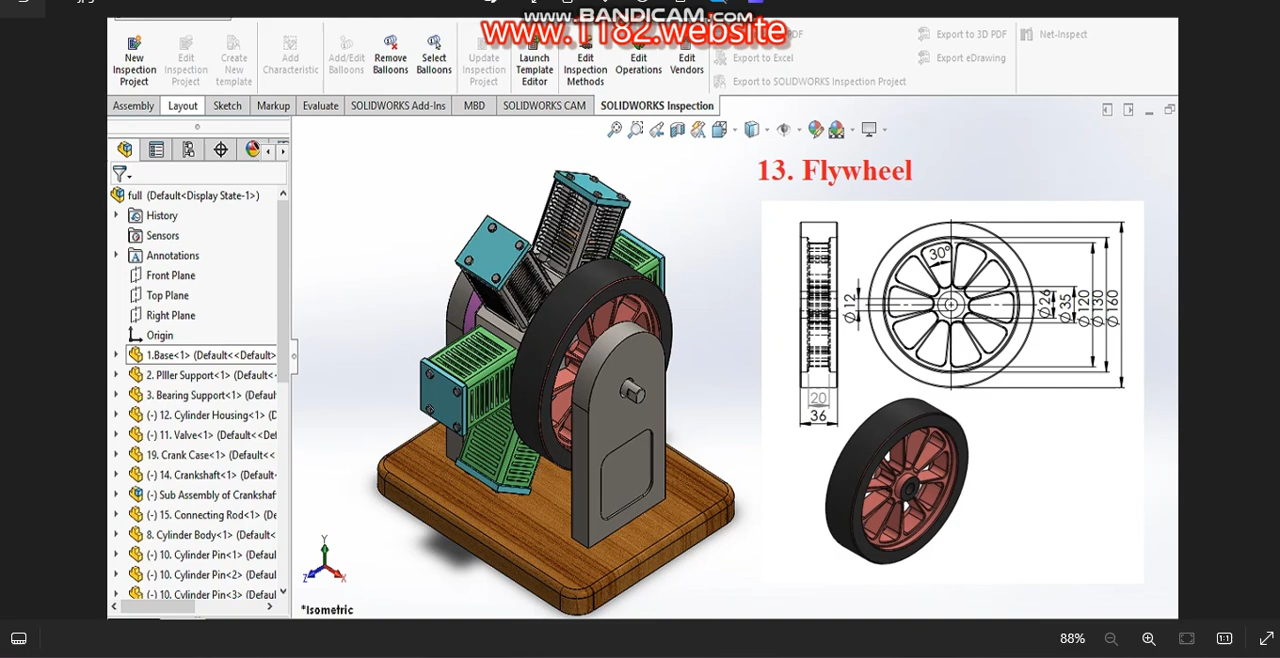 www.BANDICAM.com
www.1182.website
New Inspection Project
Edit Inspection Project
Create New template
Add Characteristic
Add/Edit Balloons
Remove Balloons
Select Balloons
Update Inspection Project
Launch Template Editor
Edit Inspection Methods
Edit Operations
Edit Vendors
Export to Excel
Export to SOLIDWORKS Inspection Project
Export to 3D PDF
Export eDrawing
Net-Inspect
Assembly Layout Sketch Markup Evaluate SOLIDWORKS Add-Ins MBD SOLIDWORKS CAM SOLIDWORKS Inspection
13. Flywheel
full (Default<Display State-1>)
History
Sensors
Annotations
Front Plane
Top Plane
Right Plane
Origin
1.Base<1> (Default<<Default>
2. PIller Support<1> (Default<
3. Bearing Support<1> (Defaul
(-) 12. Cylinder Housing<1> (D
(-) 11. Valve<1> (Default<<Def
19. Crank Case<1> (Default<<
(-) 14. Crankshaft<1> (Default
(-) Sub Assembly of Crankshaf
(-) 15. Connecting Rod<1> (De
8. Cylinder Body<1> (Default
(-) 10. Cylinder Pin<1> (Defaul
(-) 10. Cylinder Pin<2> (Defaul
(-) 10. Cylinder Pin<3> (Defaul
30°
Ø12
Ø26
Ø35
Ø120
Ø130
Ø160
20
36
Y
Z
X
*Isometric
88%
1:1